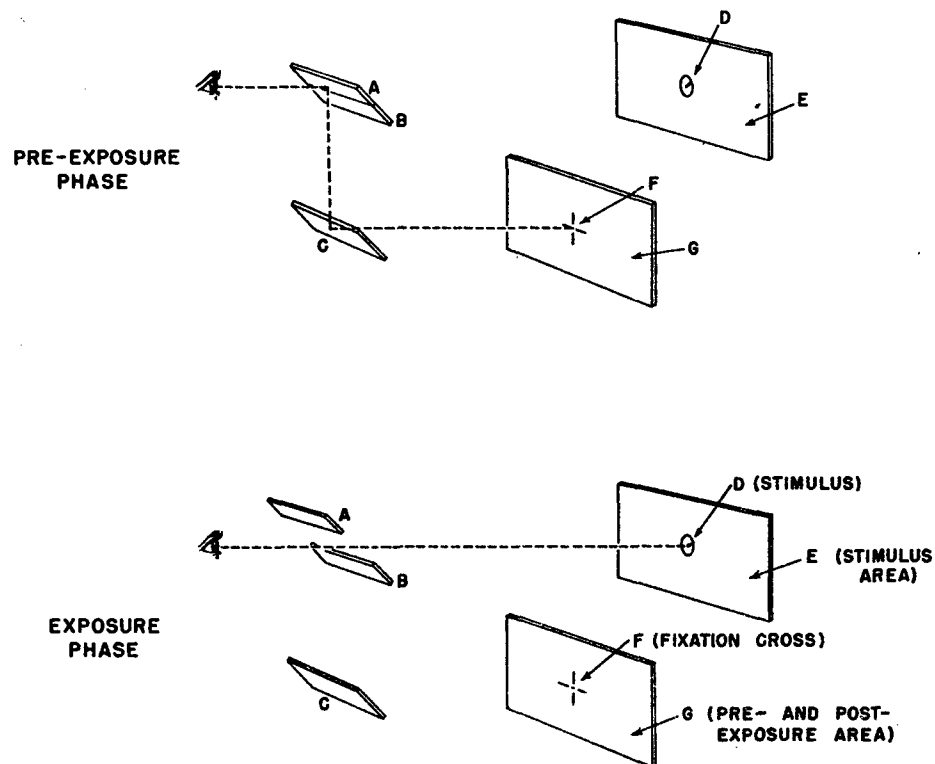 D
A
E
B
PRE-EXPOSURE
PHASE
F
C
G
D (STIMULUS)
A
E (STIMULUS
AREA)
B
EXPOSURE
PHASE
F (FIXATION CROSS)
C
G (PRE- AND POST-
EXPOSURE AREA)